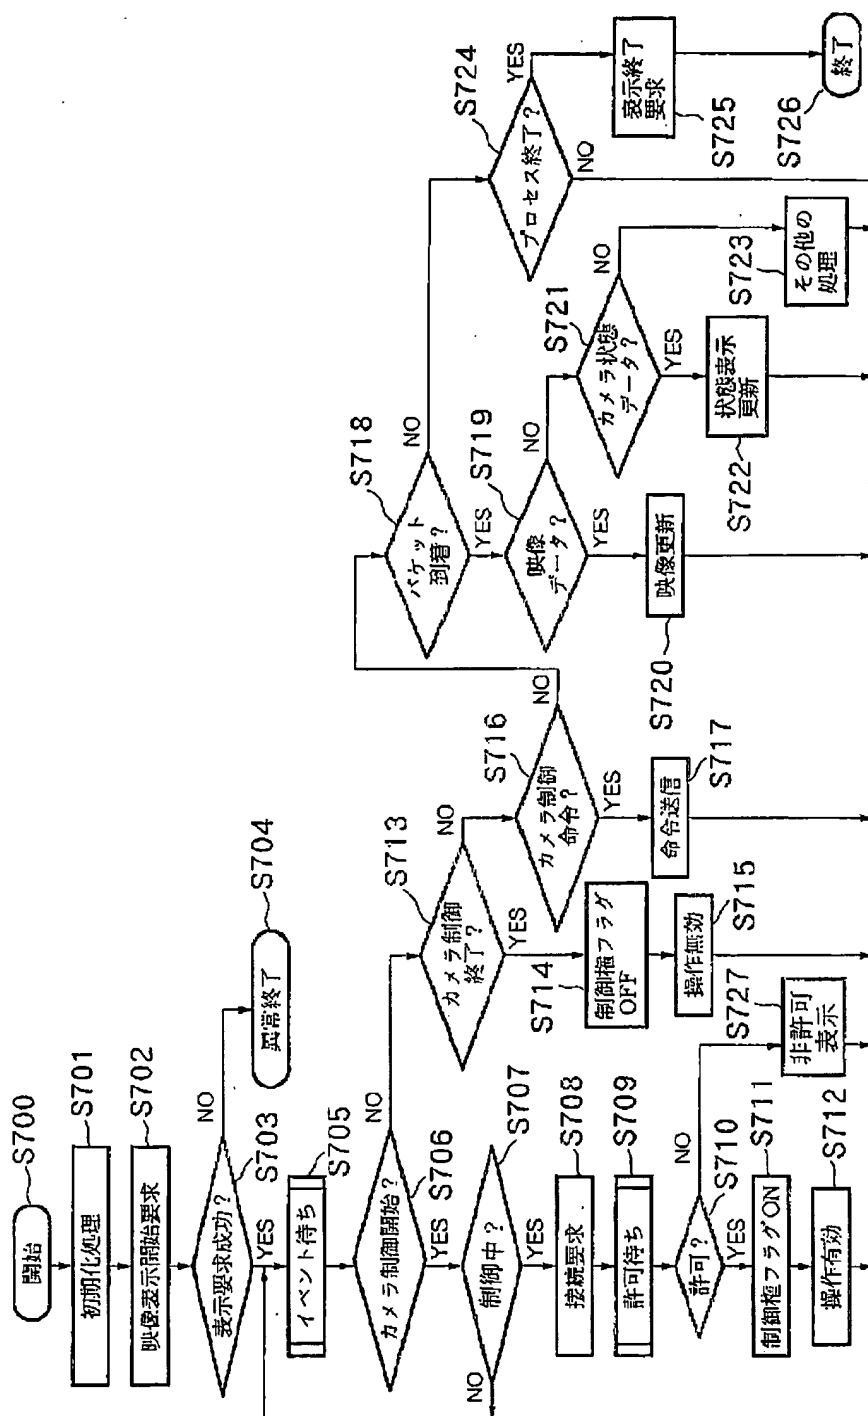 開始
S700
初期化処理
S701
映像表示開始要求
S702
表示要求成功?
S703
NO
YES
異常終了
S704
イベント待ち
S705
カメラ制御開始?
S706
NO
YES
制御中?
S707
NO
YES
接続要求
S708
許可待ち
S709
許可?
S710
NO
YES
制御権フラグON
S711
操作有効
S712
非許可
表示
S727
カメラ制御
終了?
S713
NO
YES
制御権フラグ
OFF
S714
操作無効
S715
カメラ制御
命令?
S716
NO
YES
命令送信
S717
パケット
到着?
S718
NO
YES
映像
データ?
S719
NO
YES
映像更新
S720
カメラ状態
データ?
S721
NO
YES
状態表示
更新
S722
その他の
処理
S723
プロセス終了?
S724
YES
NO
表示終了
要求
S725
終了
S726